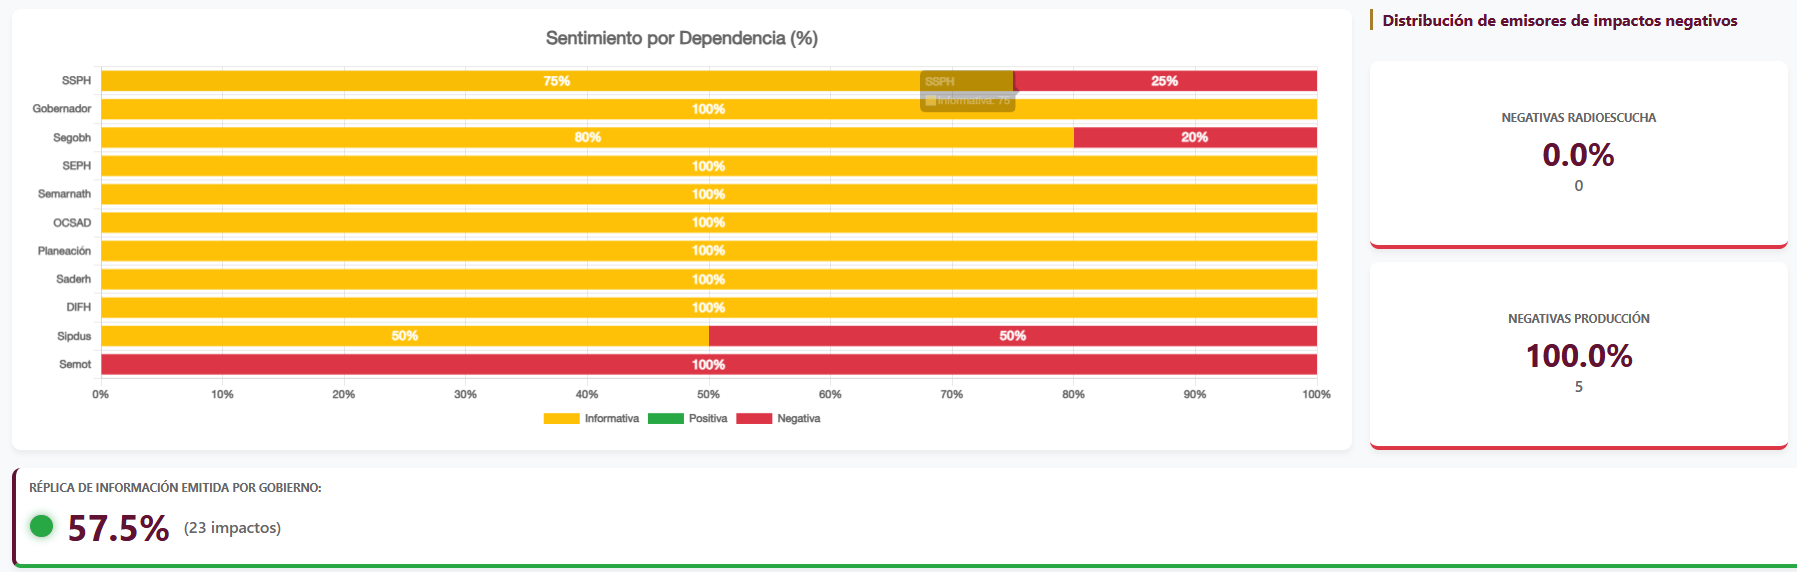 Sentimiento por Dependencia (%)
SSPH 75% 25%
SSPH
Informativa: 75
Gobernador 100%
Segobh 80% 20%
SEPH 100%
Semarnath 100%
OCSAD 100%
Planeación 100%
Saderh 100%
DIFH 100%
Sipdus 50% 50%
Semot 100%
0% 10% 20% 30% 40% 50% 60% 70% 80% 90% 100%
Informativa Positiva Negativa
Distribución de emisores de impactos negativos
NEGATIVAS RADIOESCUCHA
0.0%
0
NEGATIVAS PRODUCCIÓN
100.0%
5
RÉPLICA DE INFORMACIÓN EMITIDA POR GOBIERNO:
57.5% (23 impactos)